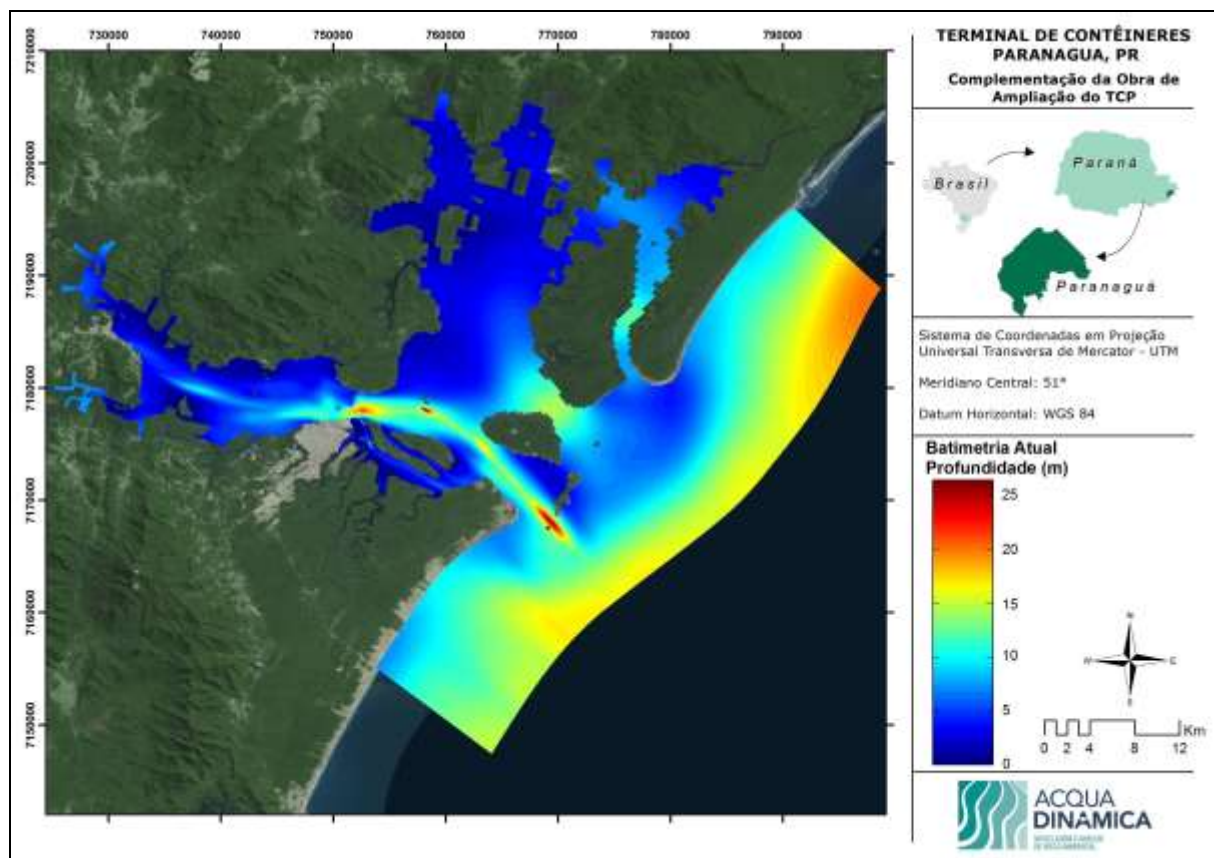 730000 740000 750000 760000 770000 780000 790000
7210000
7200000
7190000
7180000
7170000
7160000
7150000
TERMINAL DE CONTÊINERES
PARANAGUA, PR
Complementação da Obra de
Ampliação do TCP
Brasil
Paraná
Paranaguá
Sistema de Coordenadas em Projeção
Universal Transversa de Mercator - UTM
Meridiano Central: 51°
Datum Horizontal: WGS 84
Batimetria Atual
Profundidade (m)
25
20
15
10
5
0
N
W E
S
Km
0 2 4 8 12
ACQUA
DINAMICA